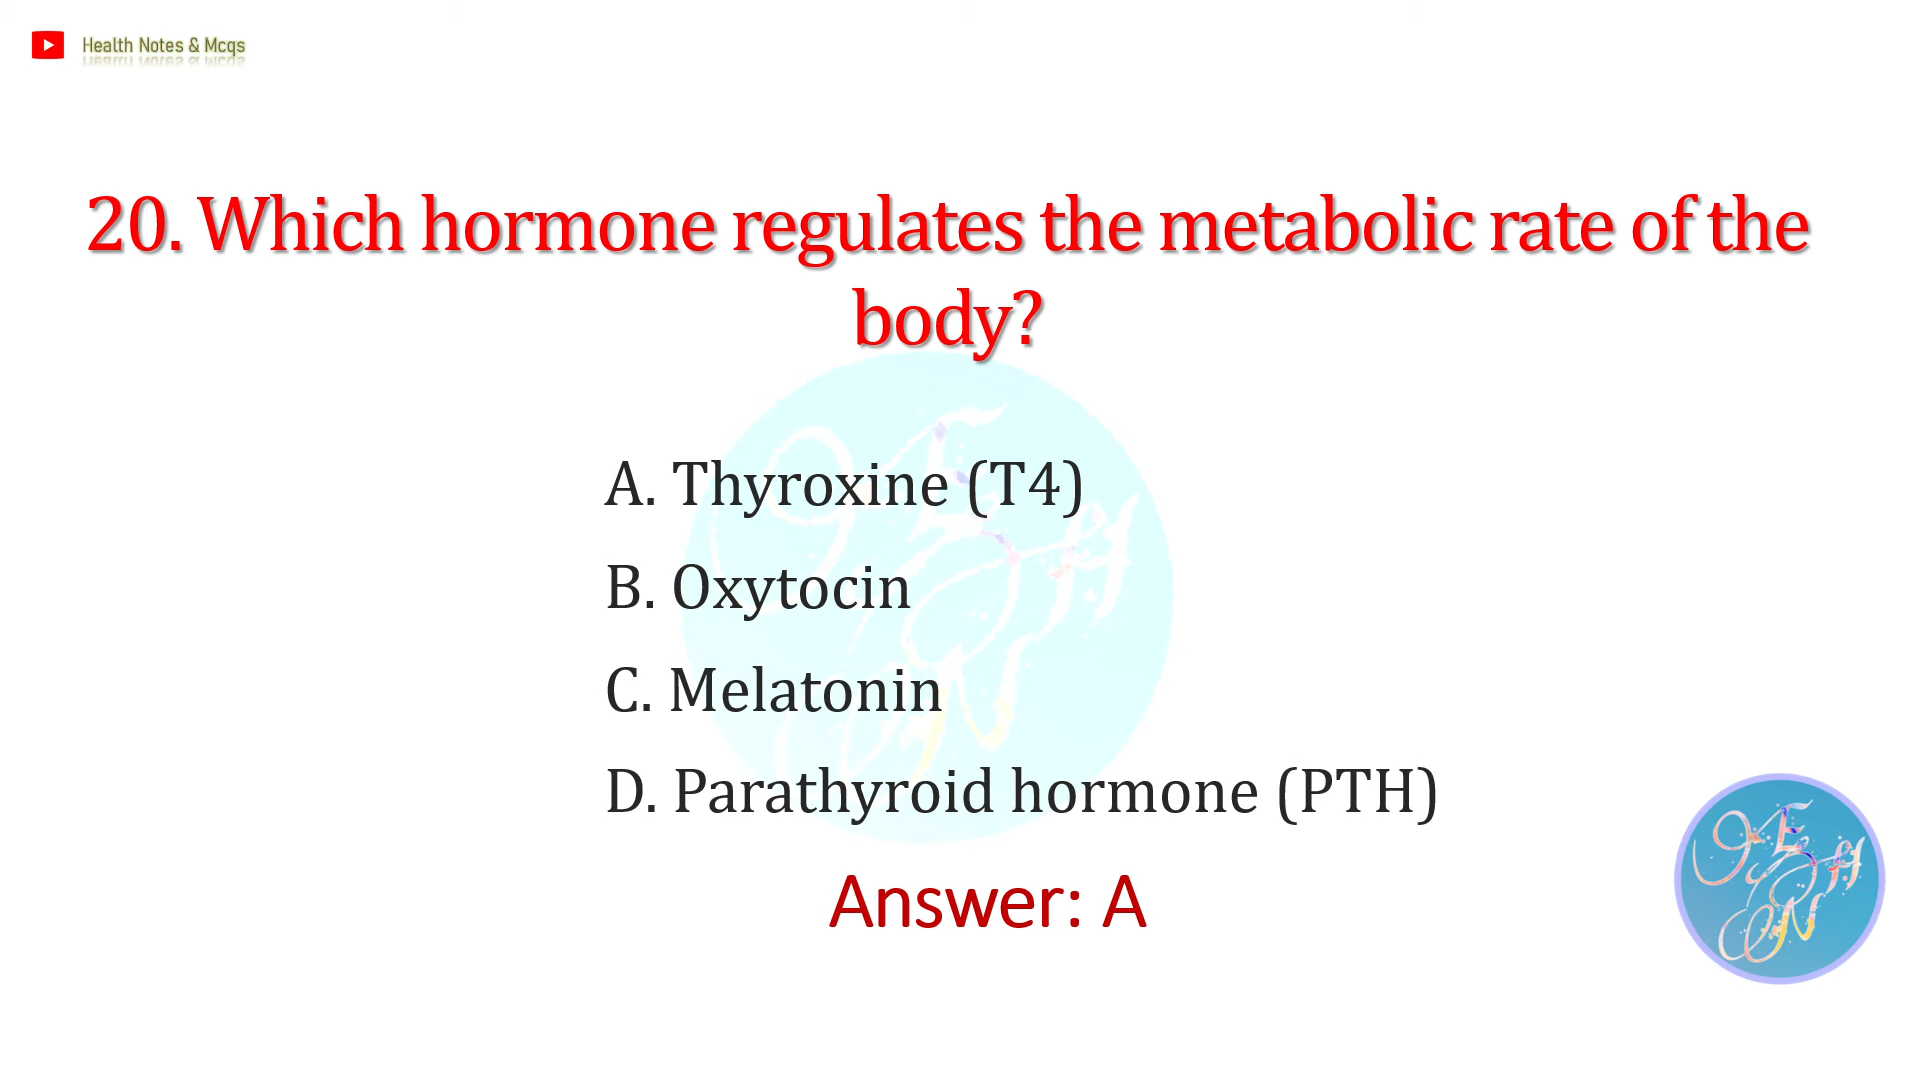 Health Notes & Mcqs
20. Which hormone regulates the metabolic rate of the
body?
A. Thyroxine (T4)
B. Oxytocin
C. Melatonin
D. Parathyroid hormone (PTH)
Answer: A